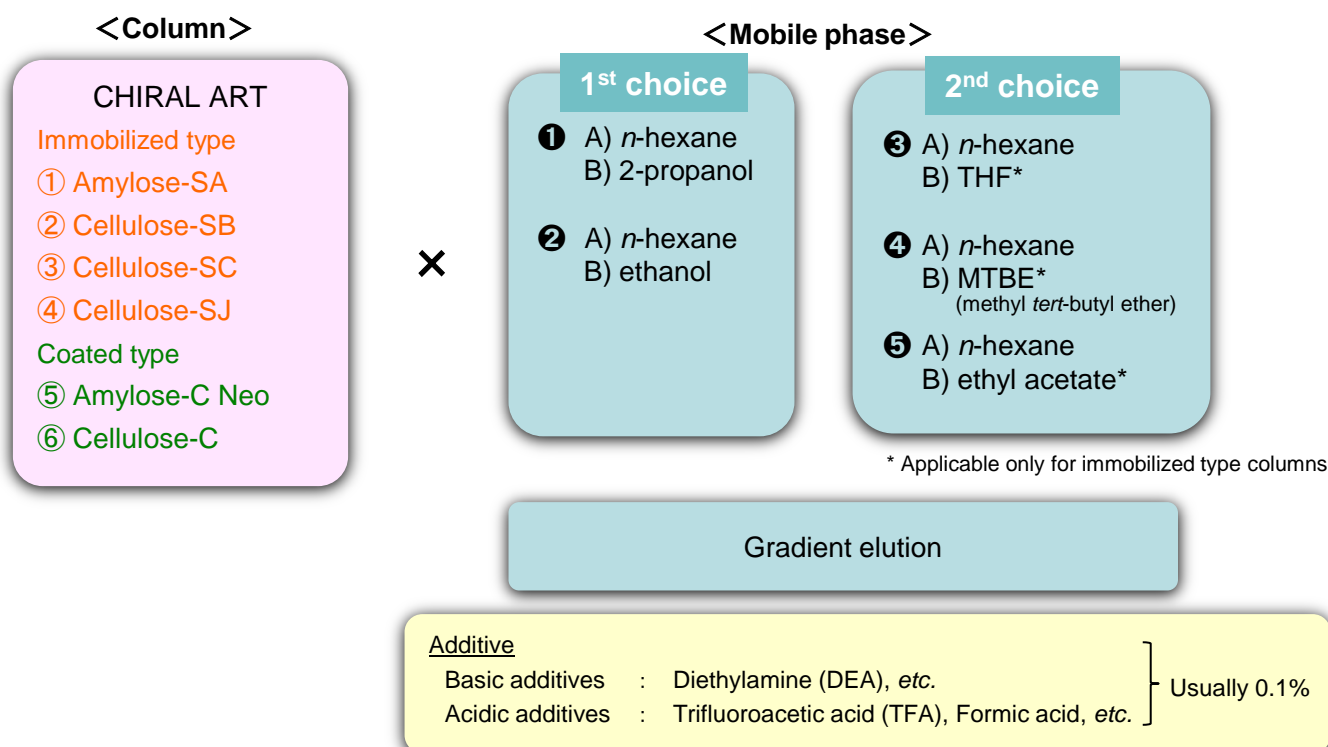 ＜Column＞
CHIRAL ART
Immobilized type
① Amylose-SA
② Cellulose-SB
③ Cellulose-SC
④ Cellulose-SJ
Coated type
⑤ Amylose-C Neo
⑥ Cellulose-C
×
＜Mobile phase＞
1st choice
❶ A) n-hexane
B) 2-propanol
❷ A) n-hexane
B) ethanol
2nd choice
❸ A) n-hexane
B) THF*
❹ A) n-hexane
B) MTBE*
(methyl tert-butyl ether)
❺ A) n-hexane
B) ethyl acetate*
* Applicable only for immobilized type columns
Gradient elution
Additive
Basic additives : Diethylamine (DEA), etc.
Acidic additives : Trifluoroacetic acid (TFA), Formic acid, etc.
Usually 0.1%